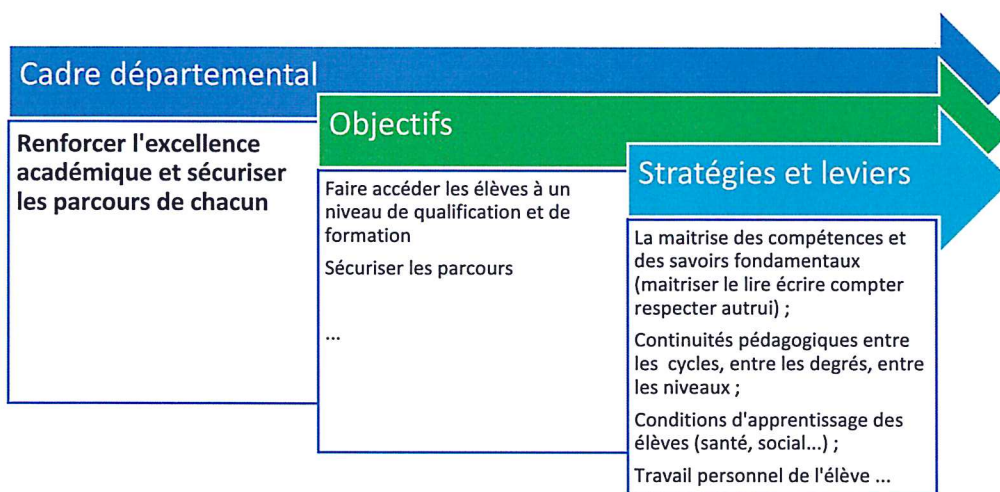 Cadre départemental
Renforcer l'excellence
académique et sécuriser
les parcours de chacun
Objectifs
Faire accéder les élèves à un
niveau de qualification et de
formation
Sécuriser les parcours
...
Stratégies et leviers
La maitrise des compétences et
des savoirs fondamentaux
(maitriser le lire écrire compter
respecter autrui) ;
Continuités pédagogiques entre
les cycles, entre les degrés, entre
les niveaux ;
Conditions d'apprentissage des
élèves (santé, social...) ;
Travail personnel de l'élève ...